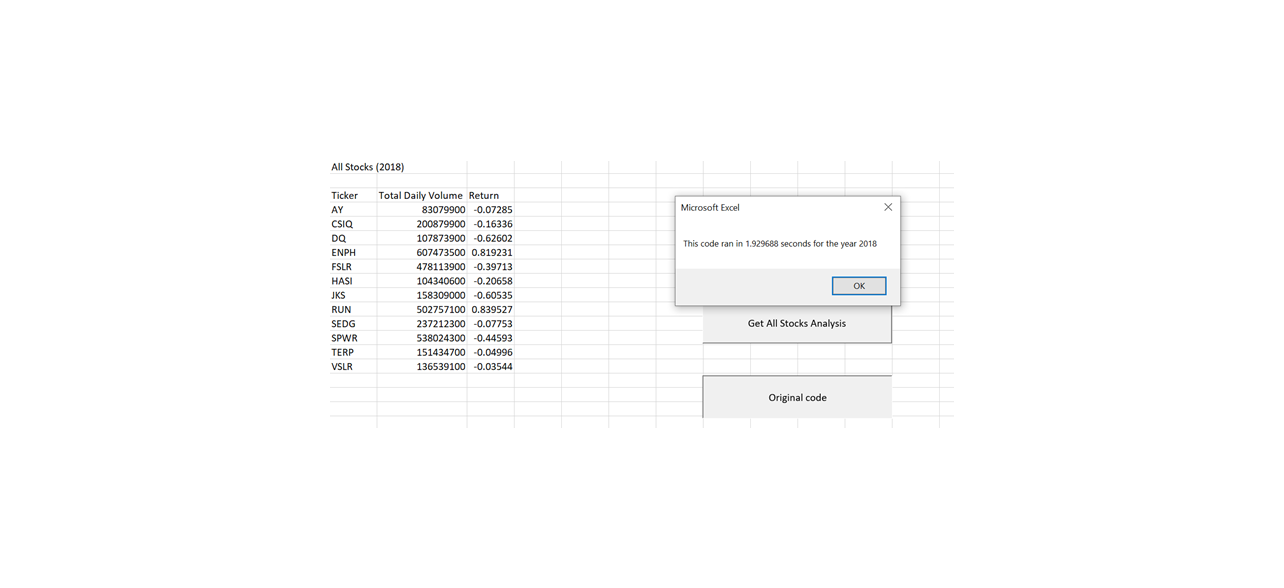 All Stocks (2018)
Ticker Total Daily Volume Return
AY 83079900 -0.07285
CSIQ 200879900 -0.16336
DQ 107873900 -0.62602
ENPH 607473500 0.819231
FSLR 478113900 -0.39713
HASI 104340600 -0.20658
JKS 158309000 -0.60535
RUN 502757100 0.839527
SEDG 237212300 -0.07753
SPWR 538024300 -0.44593
TERP 151434700 -0.04996
VSLR 136539100 -0.03544
Microsoft Excel
This code ran in 1.929688 seconds for the year 2018
OK
Get All Stocks Analysis
Original code